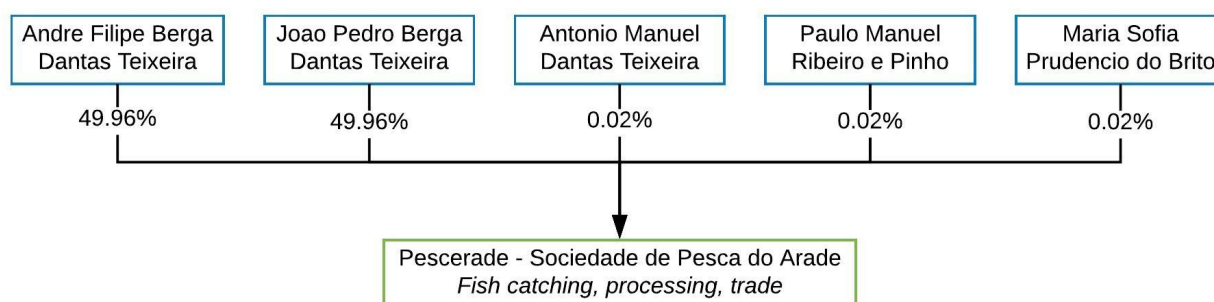 Andre Filipe Berga
Dantas Teixeira
Joao Pedro Berga
Dantas Teixeira
Antonio Manuel
Dantas Teixeira
Paulo Manuel
Ribeiro e Pinho
Maria Sofia
Prudencio do Brito
49.96%
49.96%
0.02%
0.02%
0.02%
Pescerade - Sociedade de Pesca do Arade
Fish catching, processing, trade